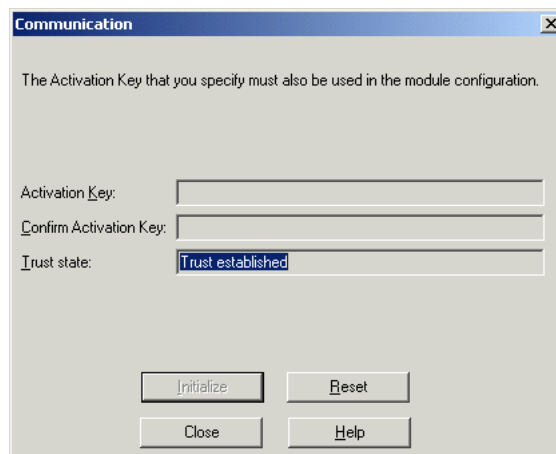 Communication
The Activation Key that you specify must also be used in the module configuration.
Activation Key:
Confirm Activation Key:
Trust state: Trust established
Initialize Reset
Close Help